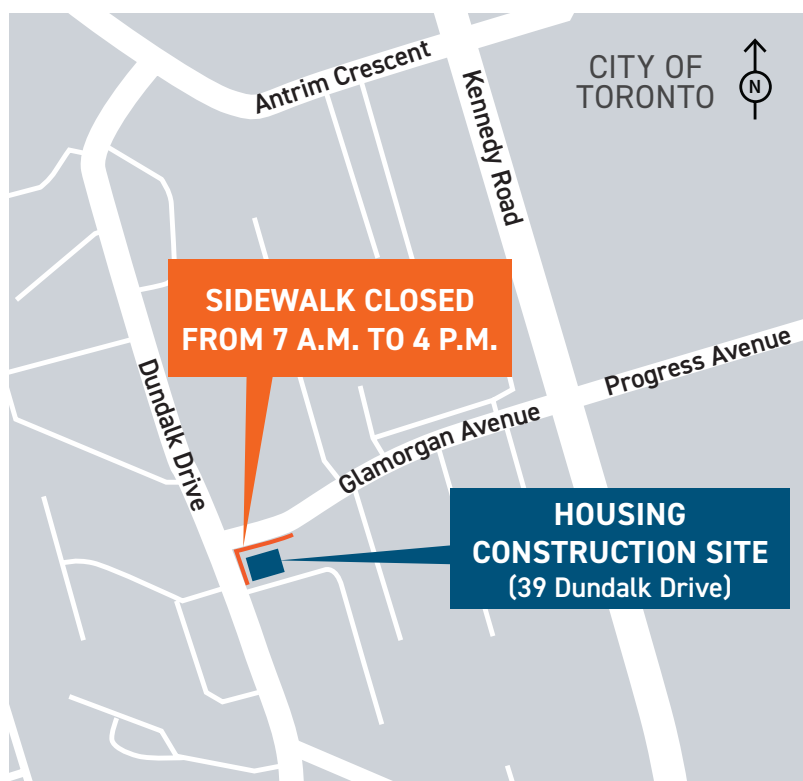 Antrim Crescent
Kennedy Road
CITY OF
TORONTO
N
SIDEWALK CLOSED
FROM 7 A.M. TO 4 P.M.
Dundalk Drive
Progress Avenue
Glamorgan Avenue
HOUSING
CONSTRUCTION SITE
(39 Dundalk Drive)